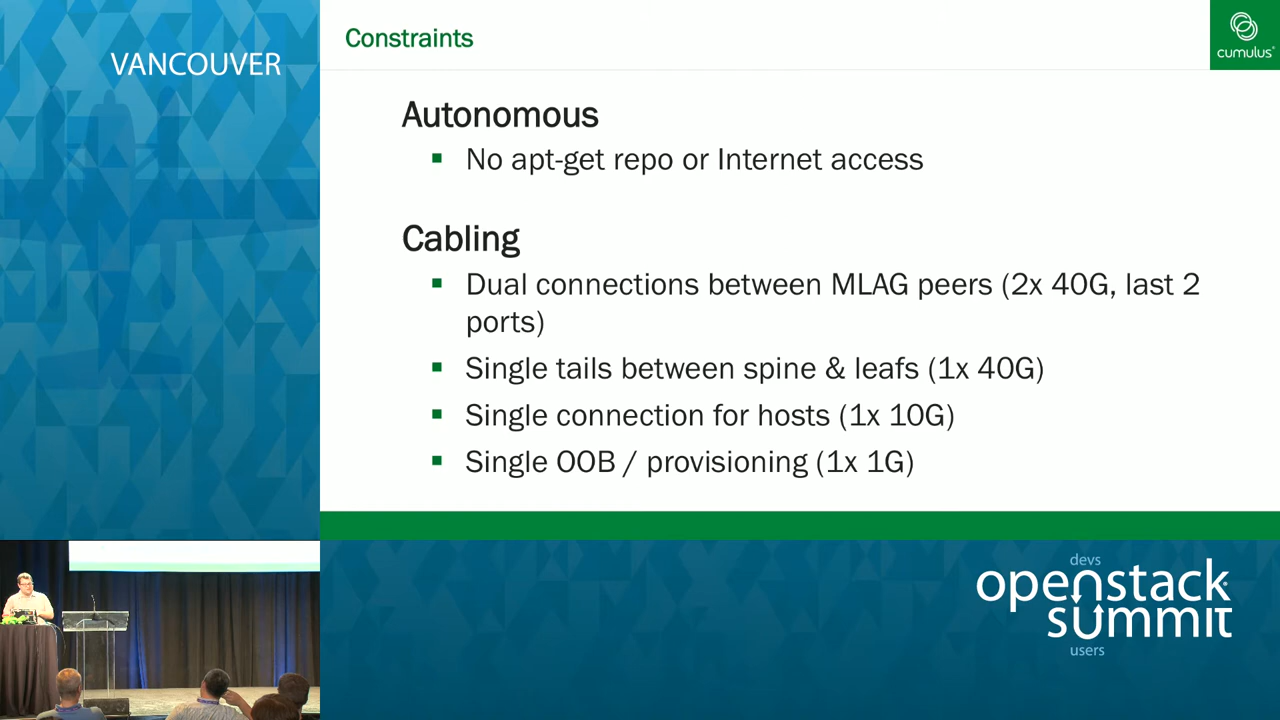 VANCOUVER
Constraints
cumulus
Autonomous
No apt-get repo or Internet access
Cabling
Dual connections between MLAG peers (2x 40G, last 2
ports)
Single tails between spine & leafs (1x 40G)
Single connection for hosts (1x 10G)
Single OOB / provisioning (1x 1G)
devs
openstack
summit
users